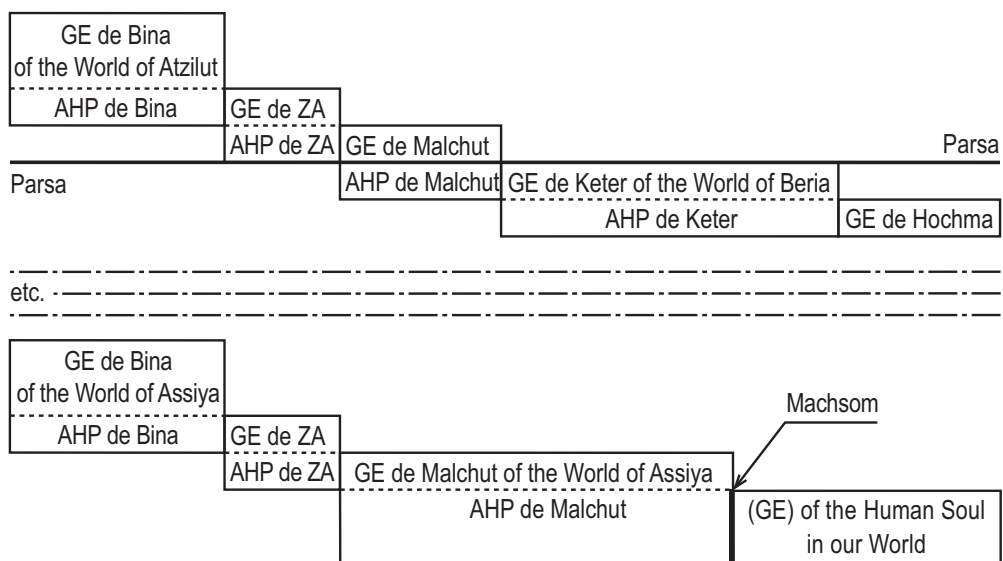 GE de Bina
of the World of Atzilut
AHP de Bina
GE de ZA
AHP de ZA
GE de Malchut
Parsa
Parsa
AHP de Malchut
GE de Keter of the World of Beria
AHP de Keter
GE de Hochma
etc.
GE de Bina
of the World of Assiya
AHP de Bina
GE de ZA
AHP de ZA
Machsom
GE de Malchut of the World of Assiya
AHP de Malchut
(GE) of the Human Soul
in our World